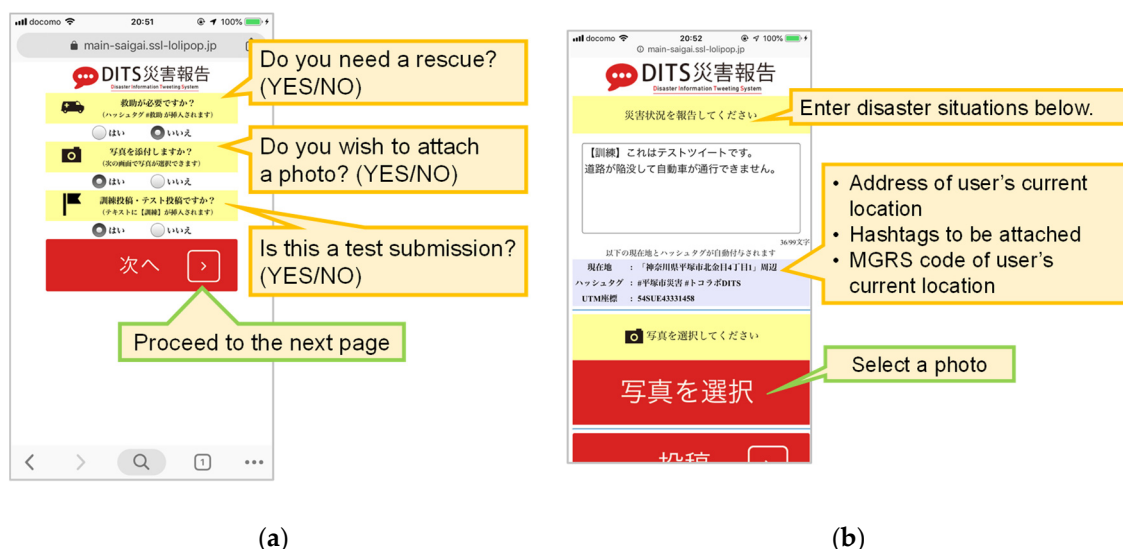 docomo 20:51 100%
main-saigai.ssl-lolipop.jp
DITS災害報告
Disaster Information Tweeting System
救助が必要ですか？
（ハッシュタグ #救助 が挿入されます）
はい いいえ
写真を添付しますか？
（次の画面で写真が選択できます）
はい いいえ
訓練投稿・テスト投稿ですか？
（テキストに【訓練】が挿入されます）
はい いいえ
次へ
1
Do you need a rescue?
(YES/NO)
Do you wish to attach
a photo? (YES/NO)
Is this a test submission?
(YES/NO)
Proceed to the next page
(a)
docomo 20:52 100%
main-saigai.ssl-lolipop.jp
DITS災害報告
Disaster Information Tweeting System
災害状況を報告してください
【訓練】これはテストツイートです。
道路が陥没して自動車が通行できません。
36/99文字
以下の現在地とハッシュタグが自動付与されます
現在地 : 「神奈川県平塚市北金目4丁目1」周辺
ハッシュタグ : #平塚市災害 #トコラボDITS
UTM座標 : 54SUE43331458
写真を選択してください
写真を選択
投稿
Enter disaster situations below.
• Address of user's current
location
• Hashtags to be attached
• MGRS code of user's
current location
Select a photo
(b)